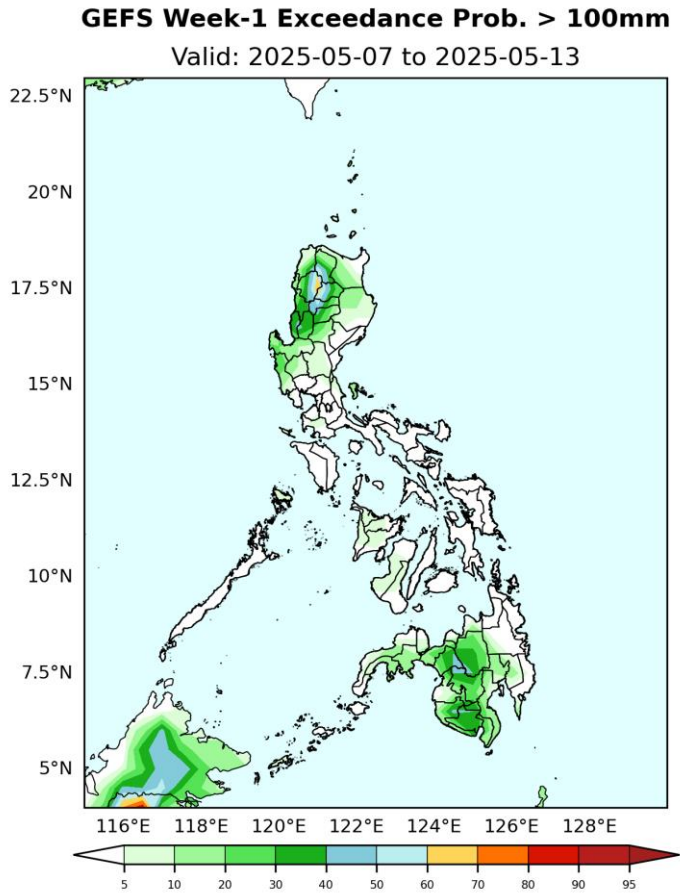 GEFS Week-1 Exceedance Prob. > 100mm
Valid: 2025-05-07 to 2025-05-13
22.5°N
20°N
17.5°N
15°N
12.5°N
10°N
7.5°N
5°N
116°E 118°E 120°E 122°E 124°E 126°E 128°E
5 10 20 30 40 50 60 70 80 90 95